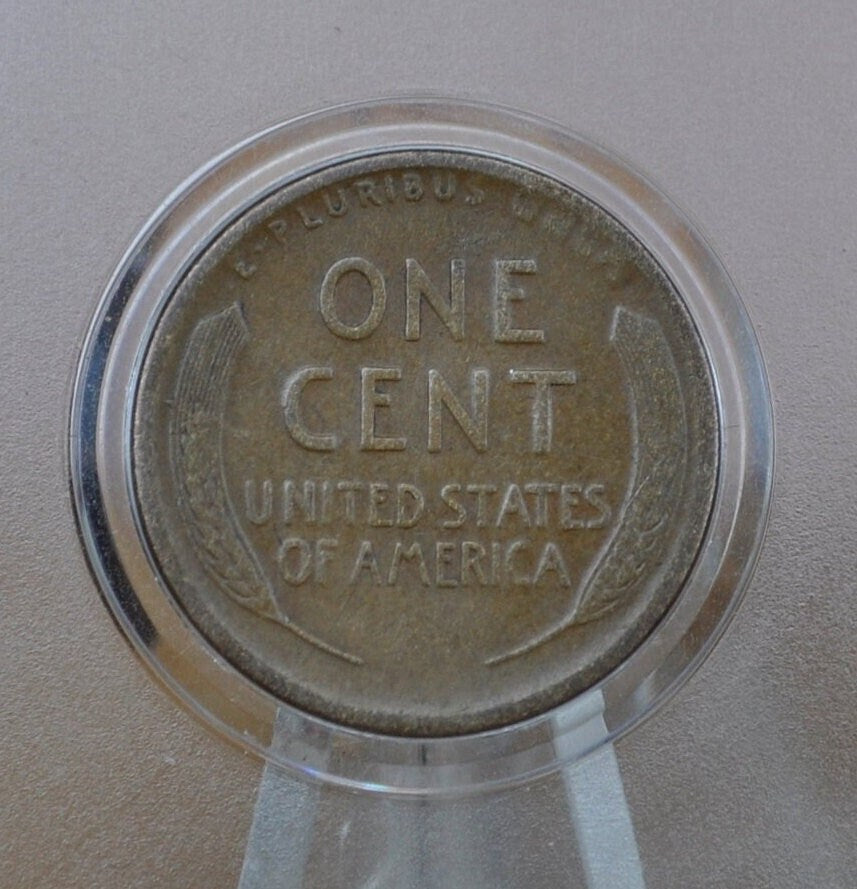 E·PLURIBUS UNUM
ONE
CENT
UNITED STATES
OF AMERICA